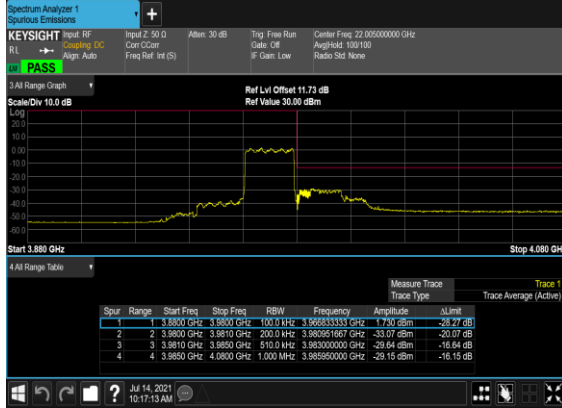 Spectrum Analyzer 1
Spurious Emissions
+
KEYSIGHT Input: RF Input Z: 50 Ω Atten: 30 dB Trig: Free Run Center Freq: 22.005000000 GHz
RL Coupling: DC Corr CCorr Gate: Off Avg|Hold: 100/100
Align: Auto Freq Ref: Int (S) IF Gain: Low Radio Std: None
LXI PASS
3 All Range Graph
Ref Lvl Offset 11.73 dB
Scale/Div 10.0 dB Ref Value 30.00 dBm
Log
20.0
10.0
0.00
-10.0
-20.0
-30.0
-40.0
-50.0
-60.0
Start 3.880 GHz Stop 4.080 GHz
4 All Range Table
Measure Trace Trace 1
Trace Type Trace Average (Active)
Spur Range Start Freq Stop Freq RBW Frequency Amplitude ΔLimit
1 1 3.8800 GHz 3.9800 GHz 100.0 kHz 3.966833333 GHz 1.730 dBm -28.27 dB
2 2 3.9800 GHz 3.9810 GHz 200.0 kHz 3.980951667 GHz -33.07 dBm -20.07 dB
3 3 3.9810 GHz 3.9850 GHz 510.0 kHz 3.983000000 GHz -29.64 dBm -16.64 dB
4 4 3.9850 GHz 4.0800 GHz 1.000 MHz 3.985950000 GHz -29.15 dBm -16.15 dB
? Jul 14, 2021
10:17:13 AM